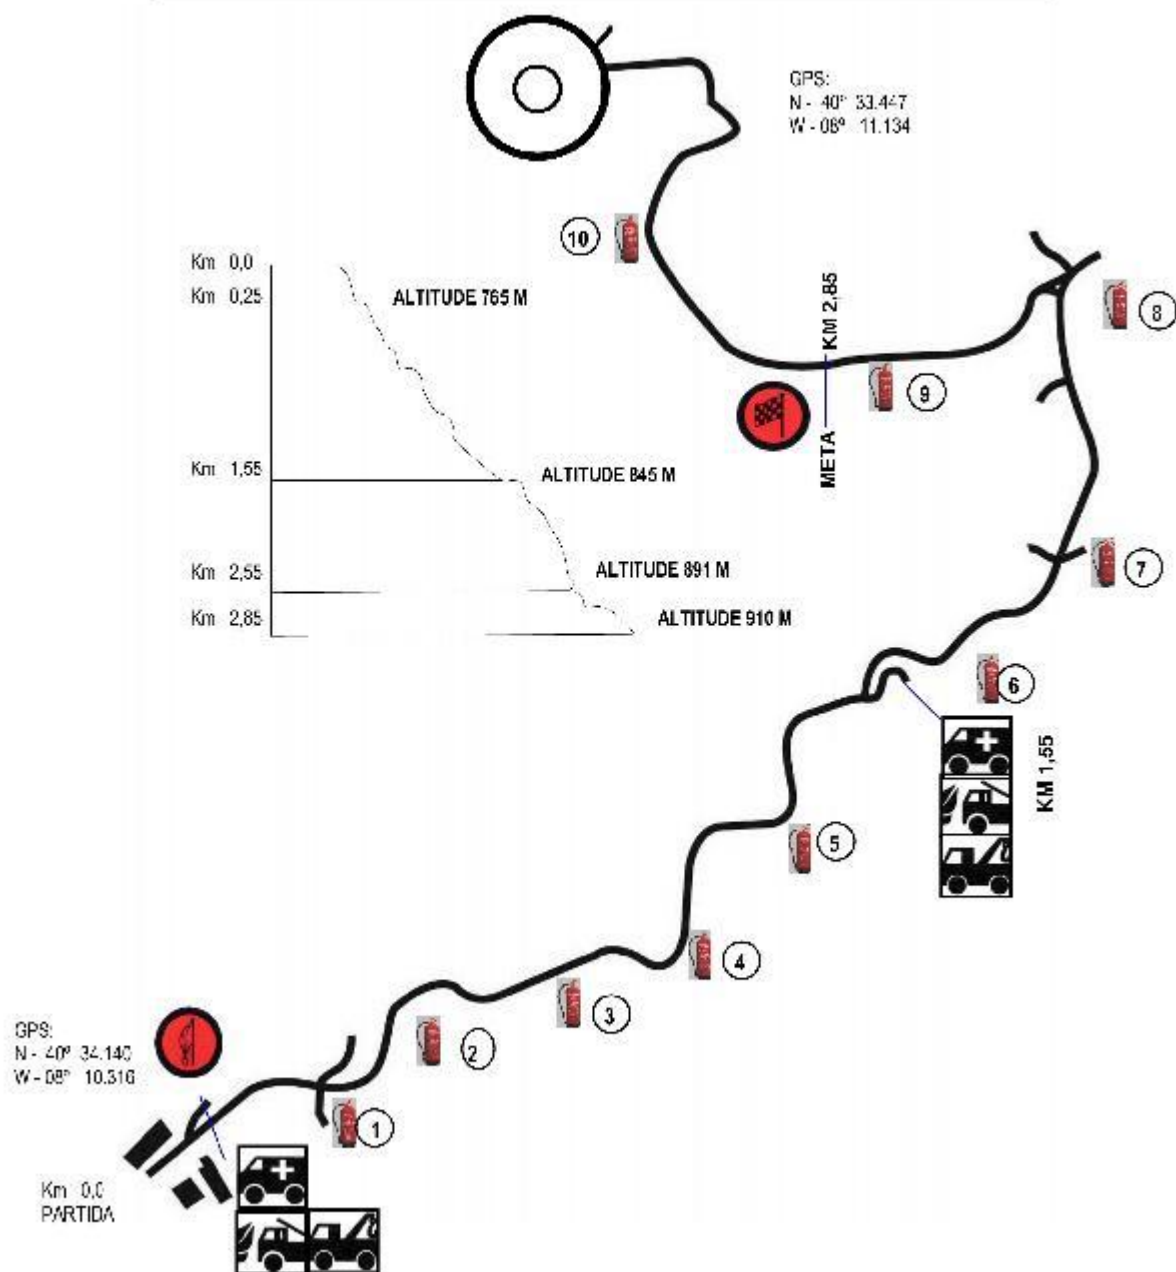 GPS:
N - 40º 33.447
W - 08º 11.134
10
Km 0,0
Km 0,25
ALTITUDE 765 M
KM 2,85
8
9
META
Km 1,55
ALTITUDE 845 M
Km 2,55
ALTITUDE 891 M
7
Km 2,85
ALTITUDE 910 M
6
KM 1,55
5
4
3
2
GPS:
N - 40º 34.140
W - 08º 10.316
1
Km 0,0
PARTIDA